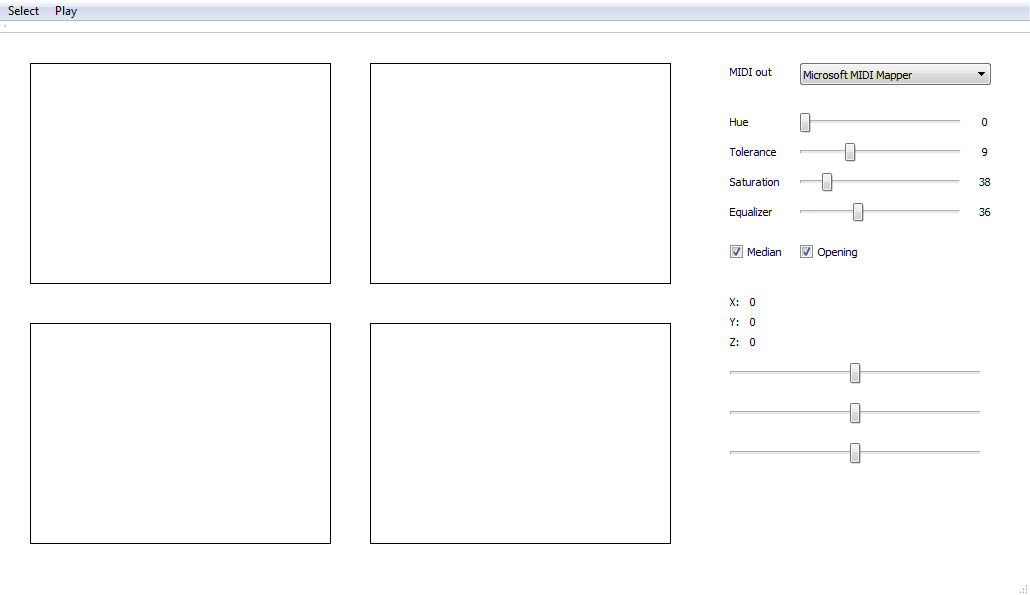 Select Play
MIDI out Microsoft MIDI Mapper
Hue 0
Tolerance 9
Saturation 38
Equalizer 36
Median Opening
X: 0
Y: 0
Z: 0